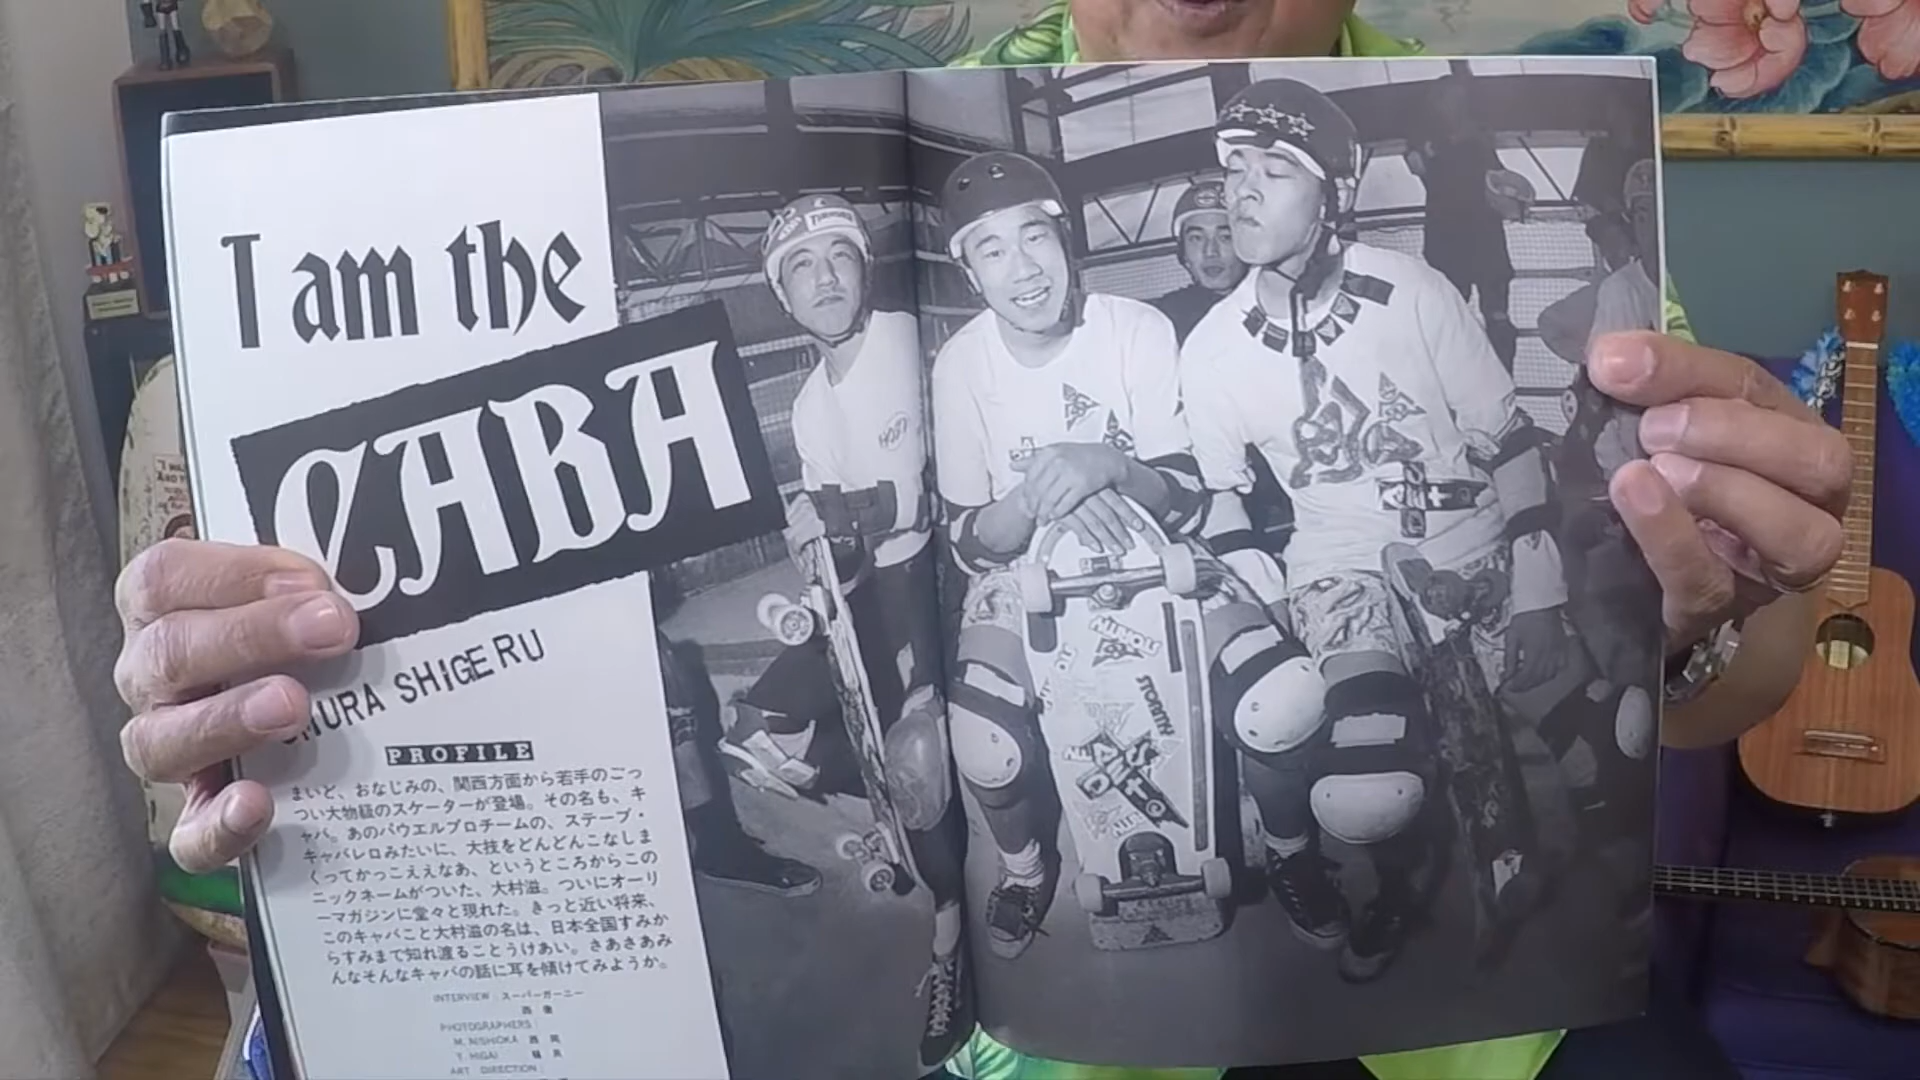 I am the
CABA
MURA SHIGERU
PROFILE
まいど、おなじみの、関西方面から若手のごっ
つい大物級のスケーターが登場。その名も、キ
ャバ。あのパウエルプロチームの、スティーブ・
キャバレロみたいに、大技をどんどんこなしま
くってかっこええなあ、というところからこの
ニックネームがついた、大村滋。ついにオーリ
ーマガジンに堂々と現れた。きっと近い将来、
このキャバこと大村滋の名は、日本全国すみか
らすみまで知れ渡ることうけあい。さあさあみ
んなそんなキャバの話に耳を傾けてみようか。
INTERVIEW : スーパーガーニー
PHOTOGRAPHERS :
M. NISHIOKA 西岡
Y. HIGAI
ART DIRECTION :
THRASHER
NORTH
STORMY